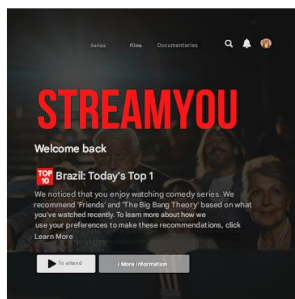 Series Films Documentaries
STREAMYOU
Welcome back
TOP 10 Brazil: Today's Top 1
We noticed that you enjoy watching comedy series. We
recommend 'Friends' and 'The Big Bang Theory' based on what
you've watched recently. To learn more about how we
use your preferences to make these recommendations, click
Learn More
To attend
i More information